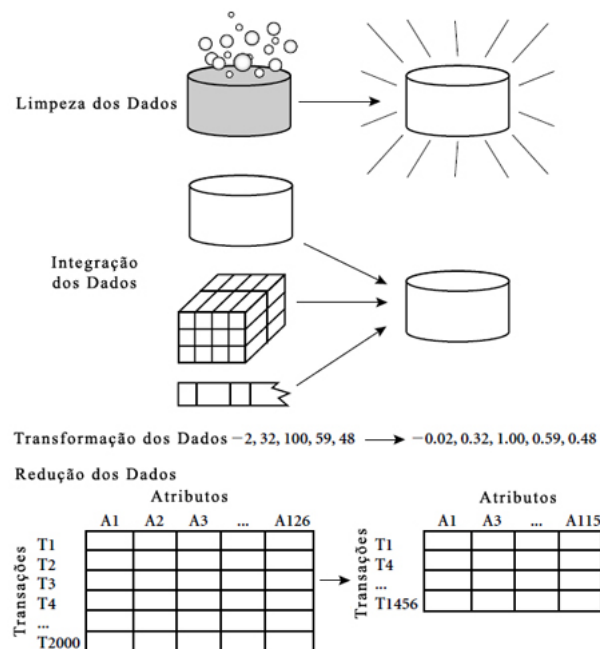 Limpeza dos Dados
Integração
dos Dados
Transformação dos Dados −2, 32, 100, 59, 48 −0.02, 0.32, 1.00, 0.59, 0.48
Redução dos Dados
Atributos
A1 A2 A3 ... A126
Transações
T1
T2
T3
T4
...
T2000
Atributos
A1 A3 ... A115
Transações
T1
T4
...
T1456